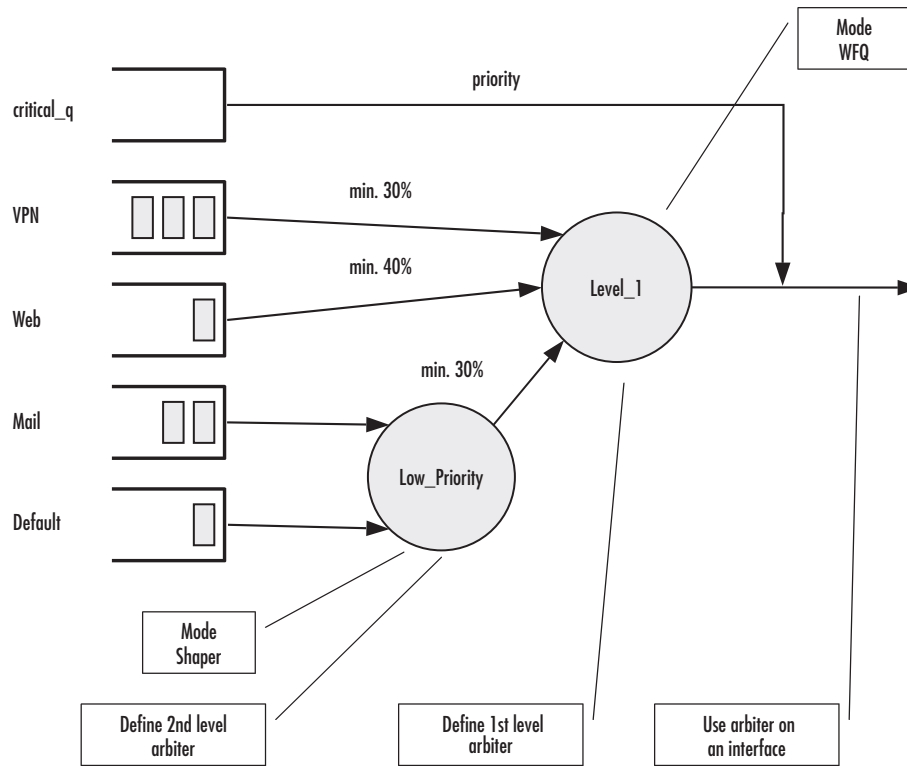 Mode
WFQ
priority
critical_q
min. 30%
VPN
min. 40%
Level_1
Web
min. 30%
Mail
Low_Priority
Default
Mode
Shaper
Define 2nd level
arbiter
Define 1st level
arbiter
Use arbiter on
an interface